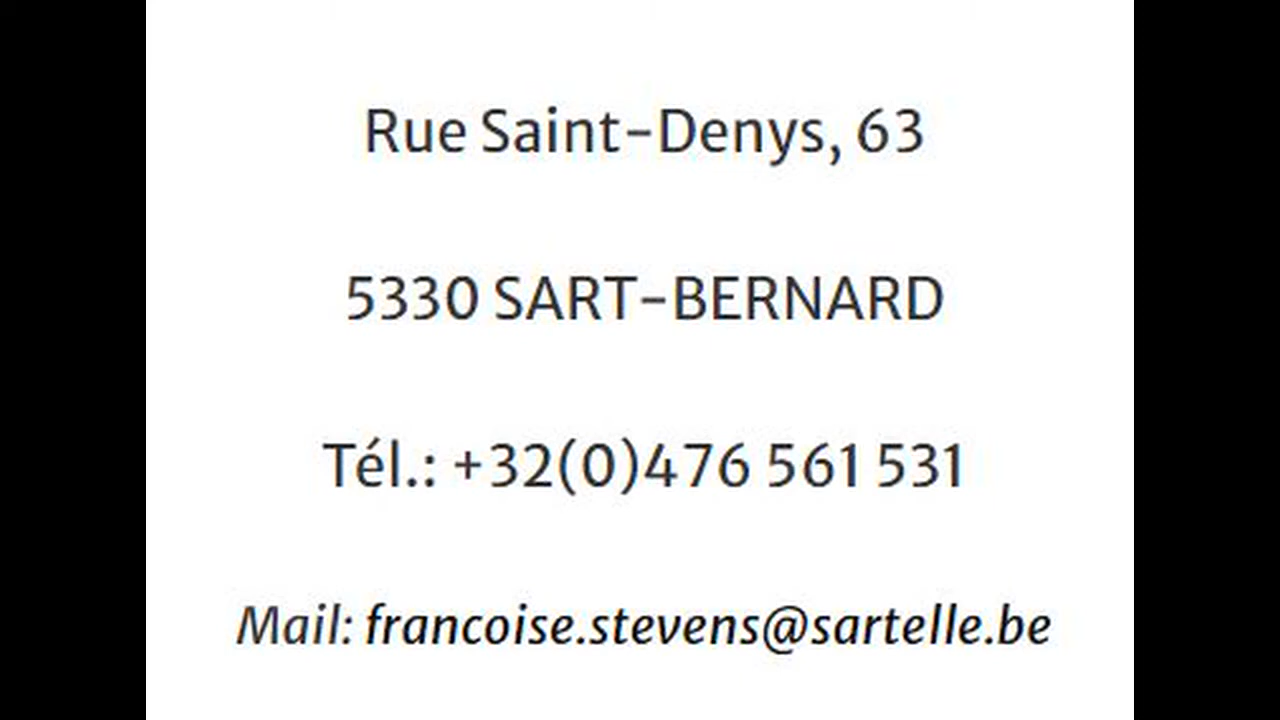 Rue Saint-Denys, 63
5330 SART-BERNARD
Tél.: +32(0)476 561 531
Mail: francoise.stevens@sartelle.be